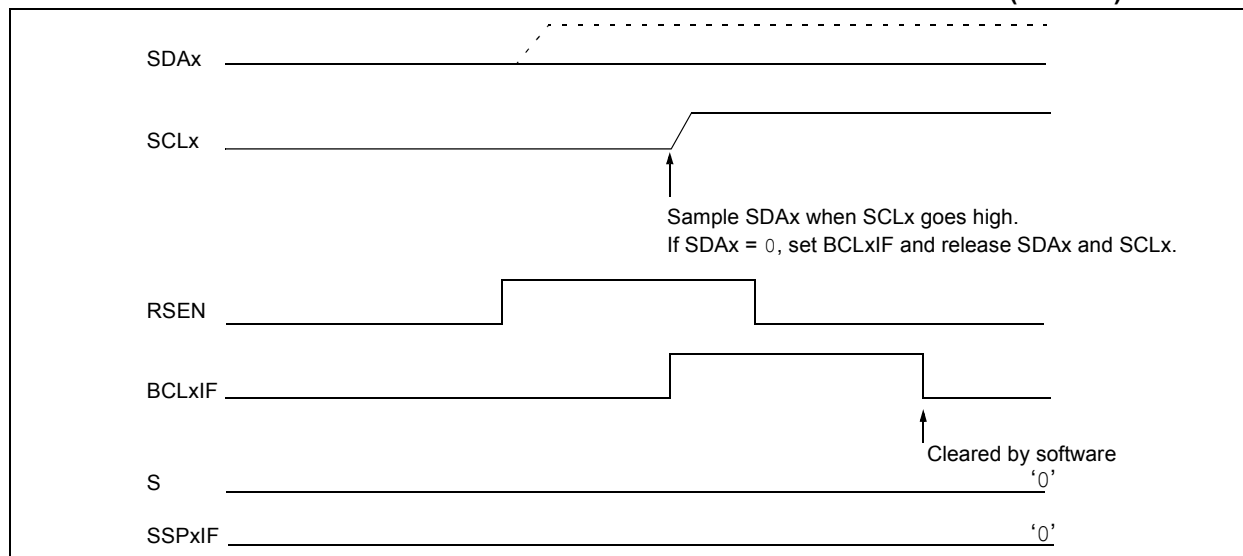 SDAx
SCLx
Sample SDAx when SCLx goes high.
If SDAx = 0, set BCLxIF and release SDAx and SCLx.
RSEN
BCLxIF
Cleared by software
S
‘0’
SSPxIF
‘0’